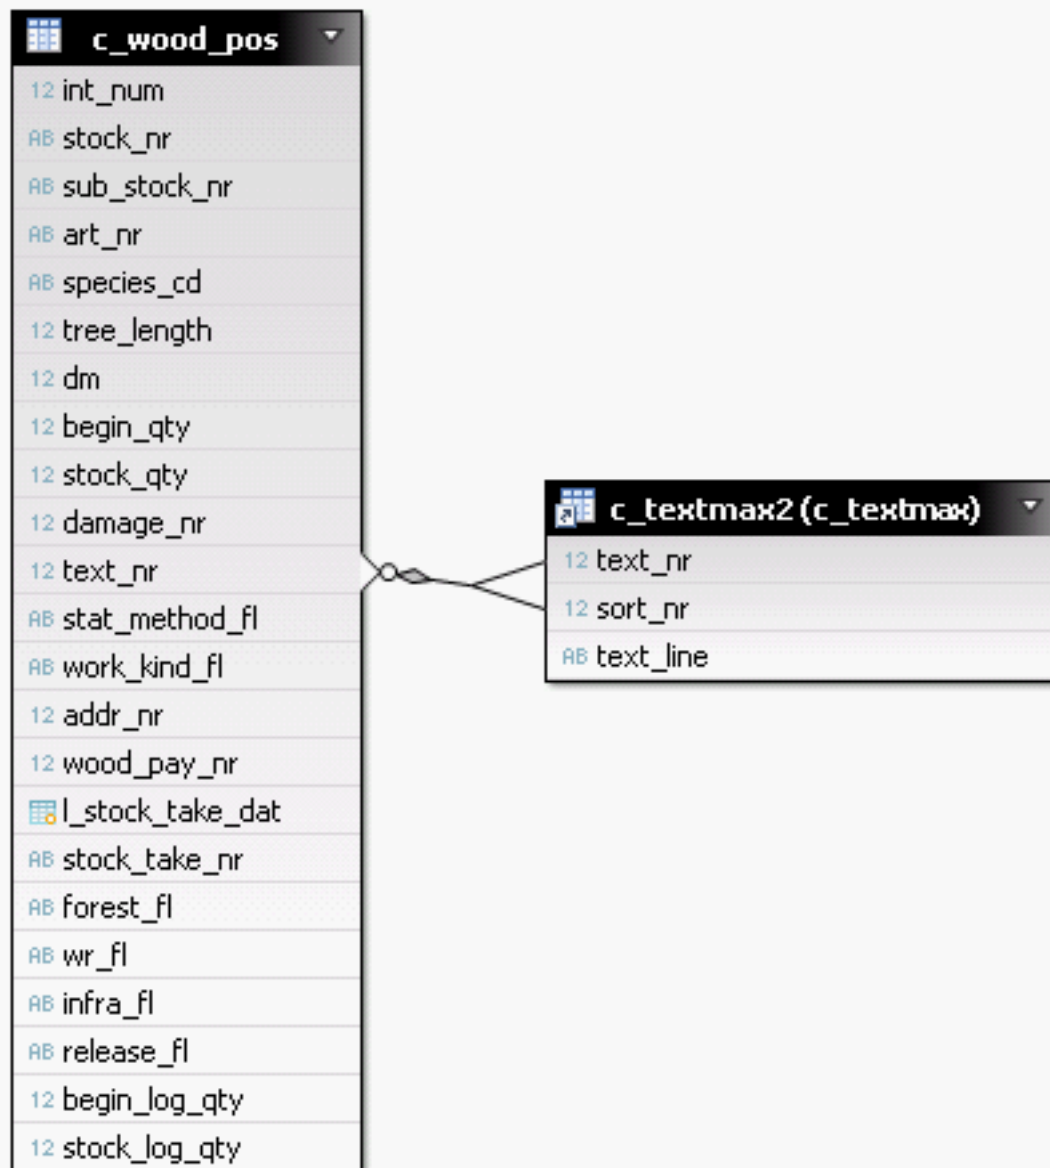 c_wood_pos
12 int_num
AB stock_nr
AB sub_stock_nr
AB art_nr
AB species_cd
12 tree_length
12 dm
12 begin_qty
12 stock_qty
12 damage_nr
12 text_nr
AB stat_method_fl
AB work_kind_fl
12 addr_nr
12 wood_pay_nr
l_stock_take_dat
AB stock_take_nr
AB forest_fl
AB wr_fl
AB infra_fl
AB release_fl
12 begin_log_qty
12 stock_log_qty
c_textmax2 (c_textmax)
12 text_nr
12 sort_nr
AB text_line